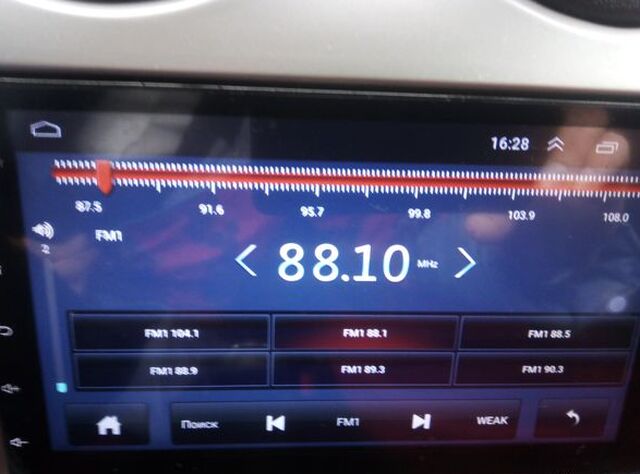 16:28
87.5 91.6 95.7 99.8 103.9 108.0
FM1
2
88.10 MHz
FM1 104.1 FM1 88.1 FM1 88.5
FM1 88.9 FM1 89.3 FM1 90.3
Поиск FM1 WEAK